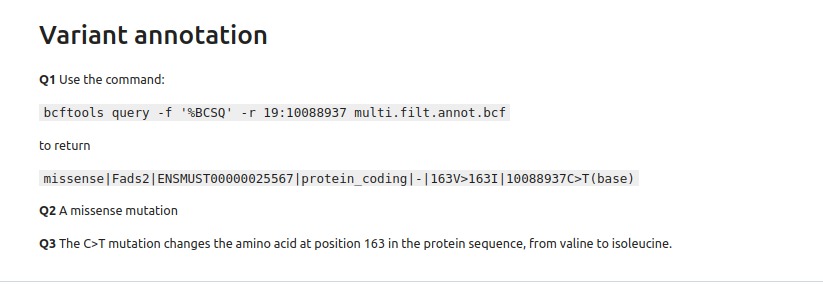 Variant annotation
Q1 Use the command:
bcftools query -f '%BCSQ' -r 19:10088937 multi.filt.annot.bcf
to return
missense|Fads2|ENSMUST00000025567|protein_coding|-|163V>163I|10088937C>T(base)
Q2 A missense mutation
Q3 The C>T mutation changes the amino acid at position 163 in the protein sequence, from valine to isoleucine.